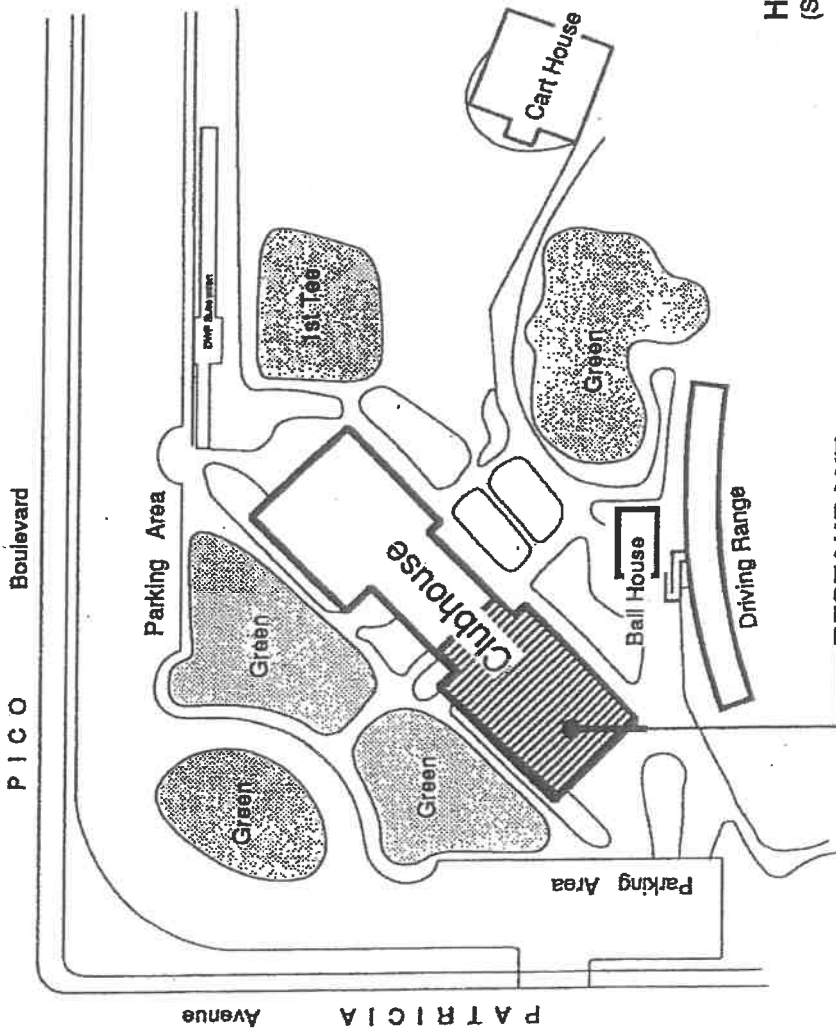 PICO Boulevard
Parking Area
1st Tee
Cart House
Green
Green
Green
Green
Clubhouse
Ball House
Driving Range
Parking Area
PATRICIA Avenue
H
(S